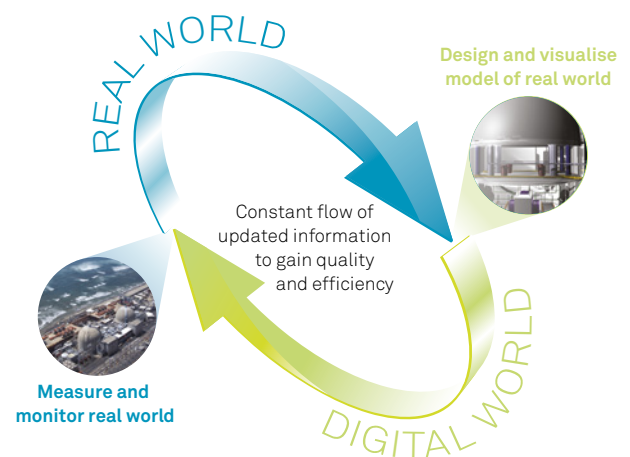 REAL WORLD
Design and visualise
model of real world
Constant flow of
updated information
to gain quality
and efficiency
Measure and
monitor real world
DIGITAL WORLD